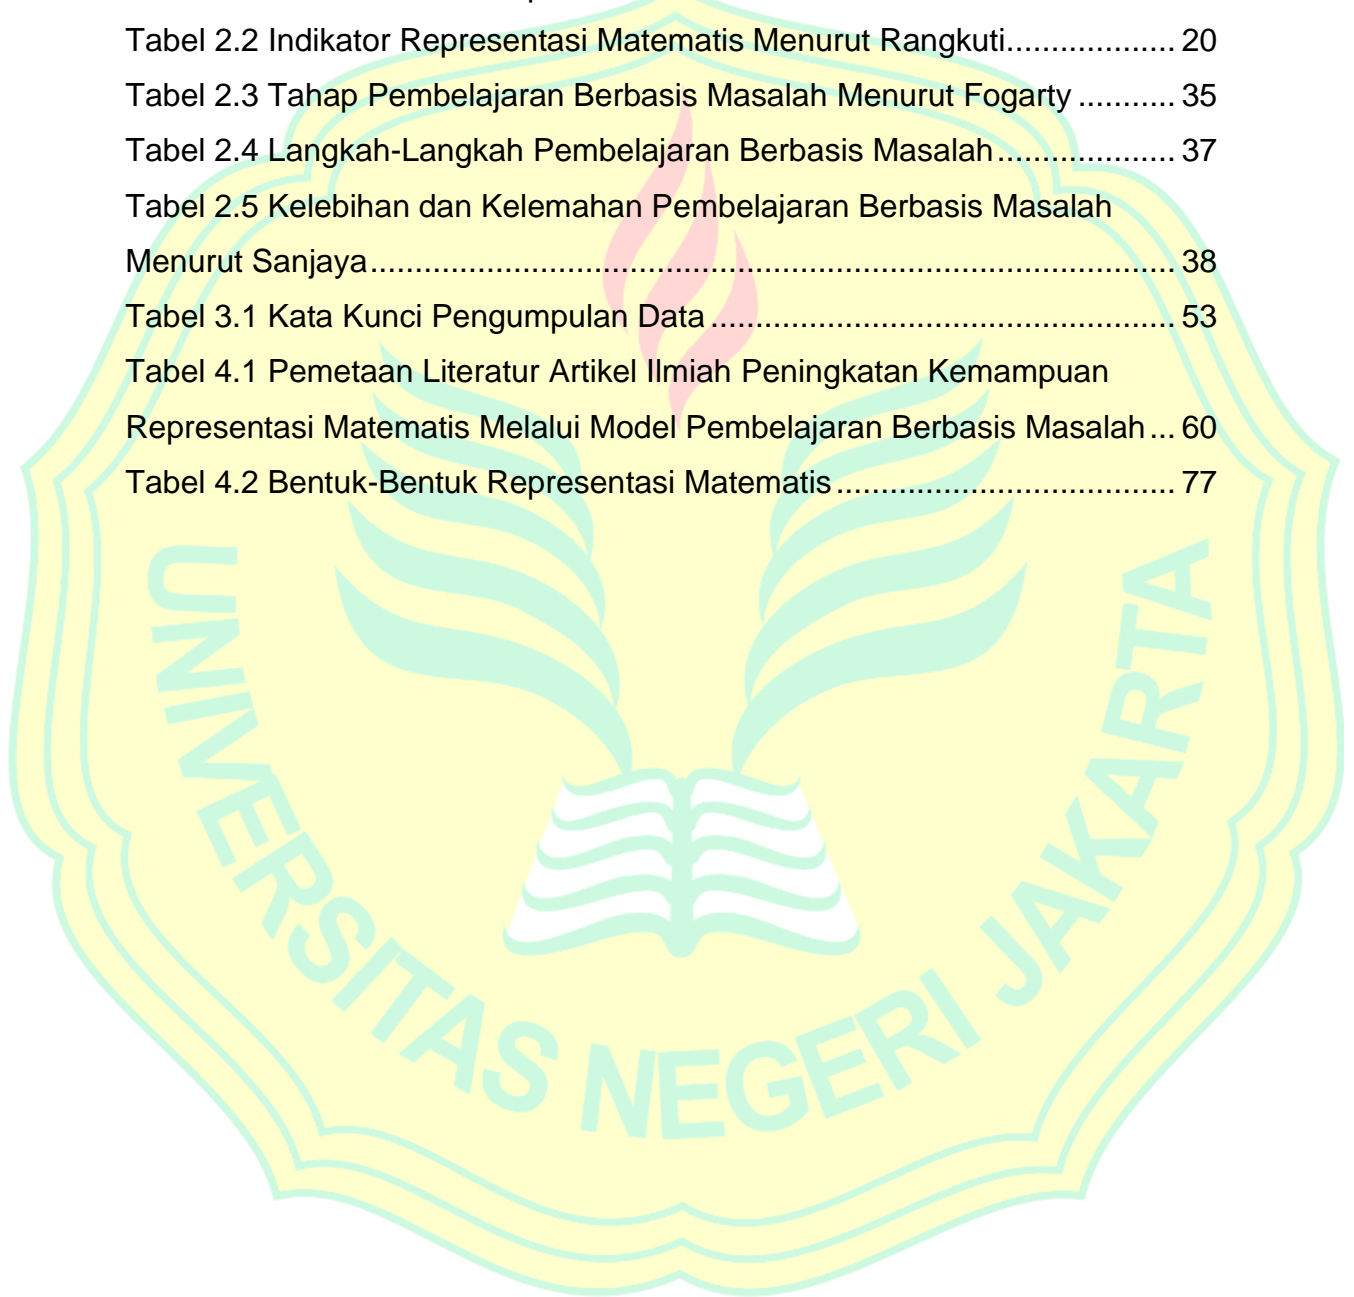 Tabel 2.2 Indikator Representasi Matematis Menurut Rangkuti................... 20
Tabel 2.3 Tahap Pembelajaran Berbasis Masalah Menurut Fogarty ........... 35
Tabel 2.4 Langkah-Langkah Pembelajaran Berbasis Masalah.................... 37
Tabel 2.5 Kelebihan dan Kelemahan Pembelajaran Berbasis Masalah
Menurut Sanjaya.......................................................................................... 38
Tabel 3.1 Kata Kunci Pengumpulan Data .................................................... 53
Tabel 4.1 Pemetaan Literatur Artikel Ilmiah Peningkatan Kemampuan
Representasi Matematis Melalui Model Pembelajaran Berbasis Masalah ... 60
Tabel 4.2 Bentuk-Bentuk Representasi Matematis ...................................... 77
UNIVERSITAS NEGERI JAKARTA